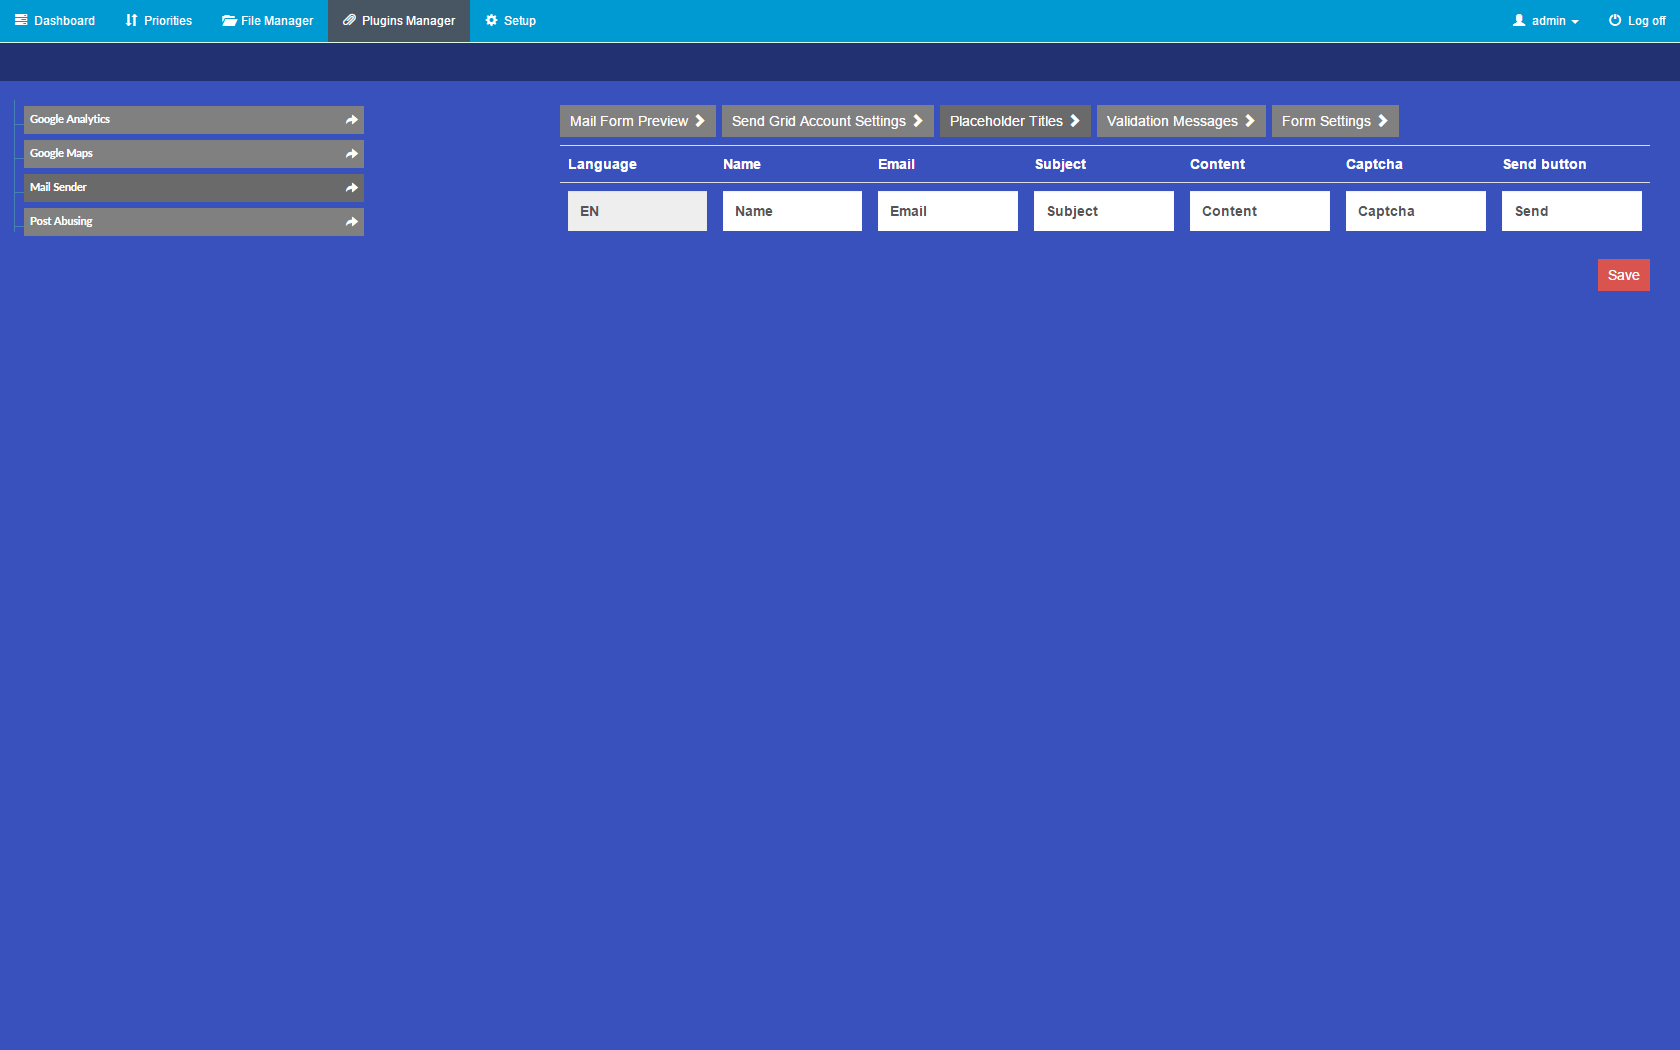 Dashboard Priorities File Manager Plugins Manager Setup admin Log off
Google Analytics
Google Maps
Mail Sender
Post Abusing
Mail Form Preview Send Grid Account Settings Placeholder Titles Validation Messages Form Settings
Language Name Email Subject Content Captcha Send button
EN Name Email Subject Content Captcha Send
Save